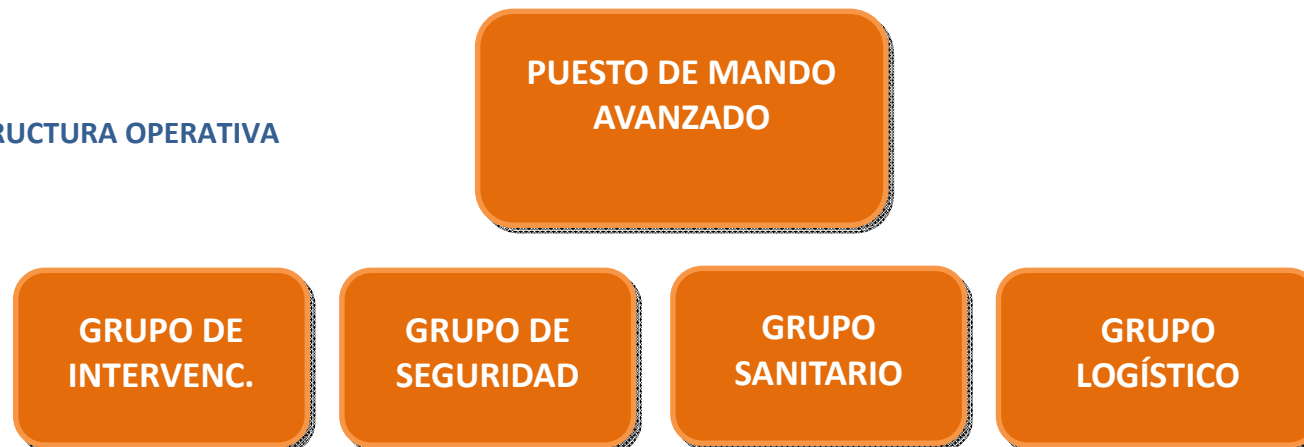 PUESTO DE MANDO
AVANZADO
RUCTURA OPERATIVA
GRUPO DE
INTERVENC.
GRUPO DE
SEGURIDAD
GRUPO
SANITARIO
GRUPO
LOGÍSTICO